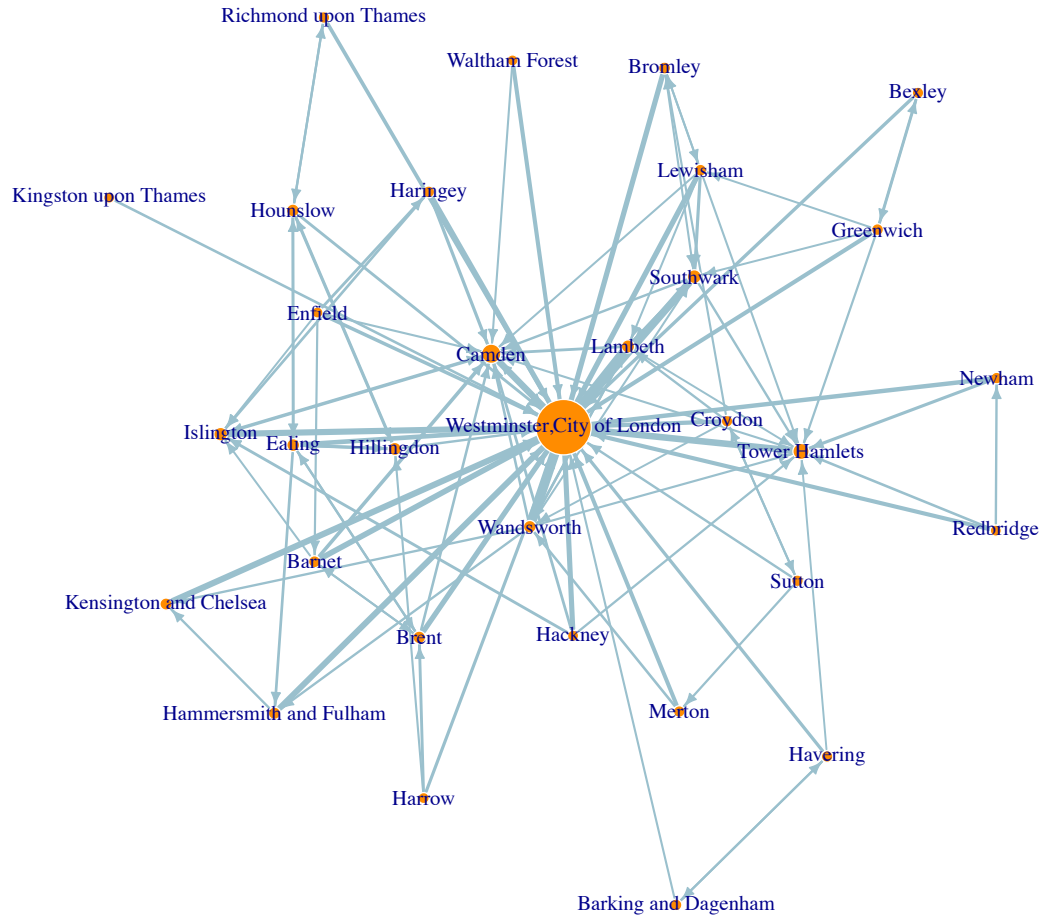 Richmond upon Thames
Waltham Forest
Bromley
Bexley
Lewisham
Kingston upon Thames
Haringey
Hounslow
Greenwich
Southwark
Enfield
Lambeth
Camden
Newham
Westminster,City of London
Croydon
Islington
Ealing
Hillingdon
Tower Hamlets
Wandsworth
Redbridge
Barnet
Sutton
Kensington and Chelsea
Brent
Hackney
Hammersmith and Fulham
Merton
Havering
Harrow
Barking and Dagenham